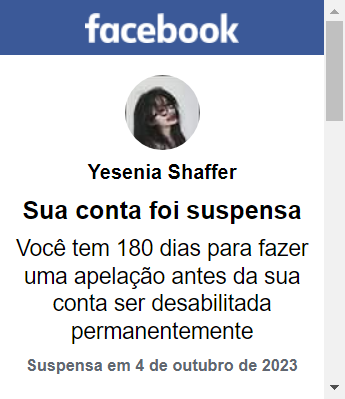 facebook
Yesenia Shaffer
Sua conta foi suspensa
Você tem 180 dias para fazer
uma apelação antes da sua
conta ser desabilitada
permanentemente
Suspensa em 4 de outubro de 2023